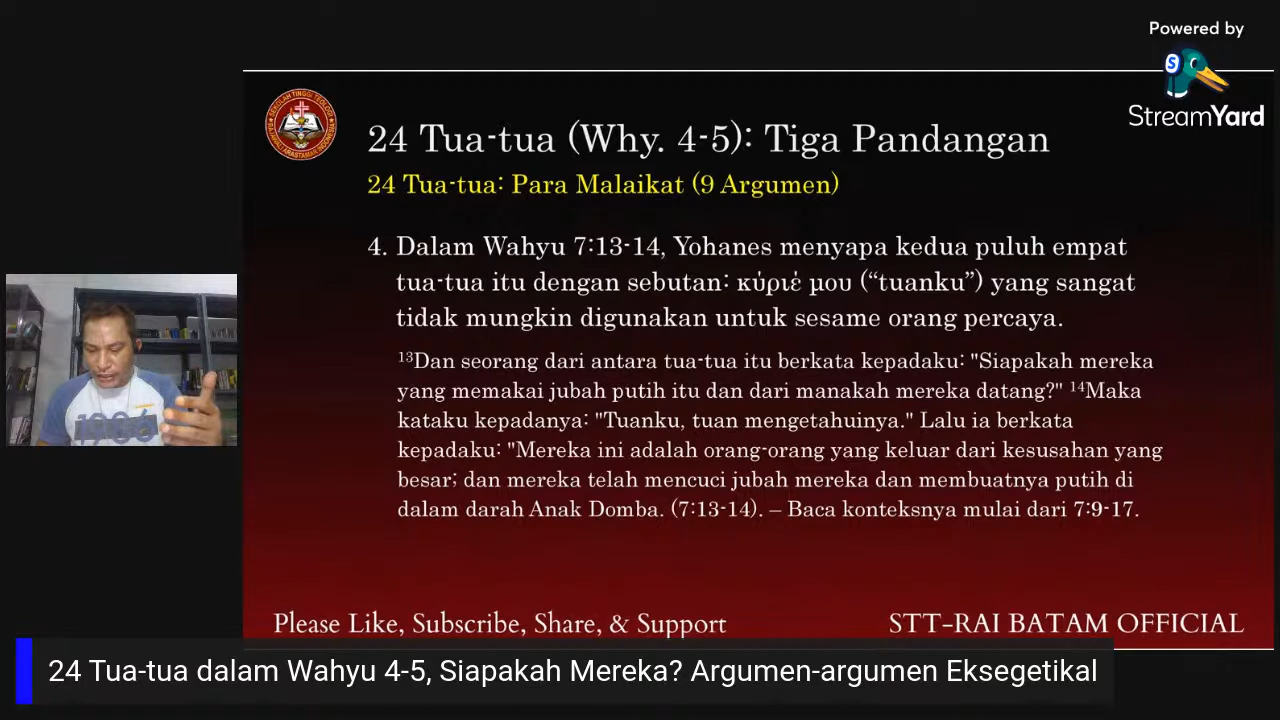 Powered by
StreamYard
24 Tua-tua (Why. 4-5): Tiga Pandangan
24 Tua-tua: Para Malaikat (9 Argumen)
4. Dalam Wahyu 7:13-14, Yohanes menyapa kedua puluh empat
tua-tua itu dengan sebutan: κύριέ μου (“tuanku”) yang sangat
tidak mungkin digunakan untuk sesame orang percaya.
¹³Dan seorang dari antara tua-tua itu berkata kepadaku: "Siapakah mereka
yang memakai jubah putih itu dan dari manakah mereka datang?" ¹⁴Maka
kataku kepadanya: "Tuanku, tuan mengetahuinya." Lalu ia berkata
kepadaku: "Mereka ini adalah orang-orang yang keluar dari kesusahan yang
besar; dan mereka telah mencuci jubah mereka dan membuatnya putih di
dalam darah Anak Domba. (7:13-14). – Baca konteksnya mulai dari 7:9-17.
1986
Please Like, Subscribe, Share, & Support
STT-RAI BATAM OFFICIAL
24 Tua-tua dalam Wahyu 4-5, Siapakah Mereka? Argumen-argumen Eksegetikal